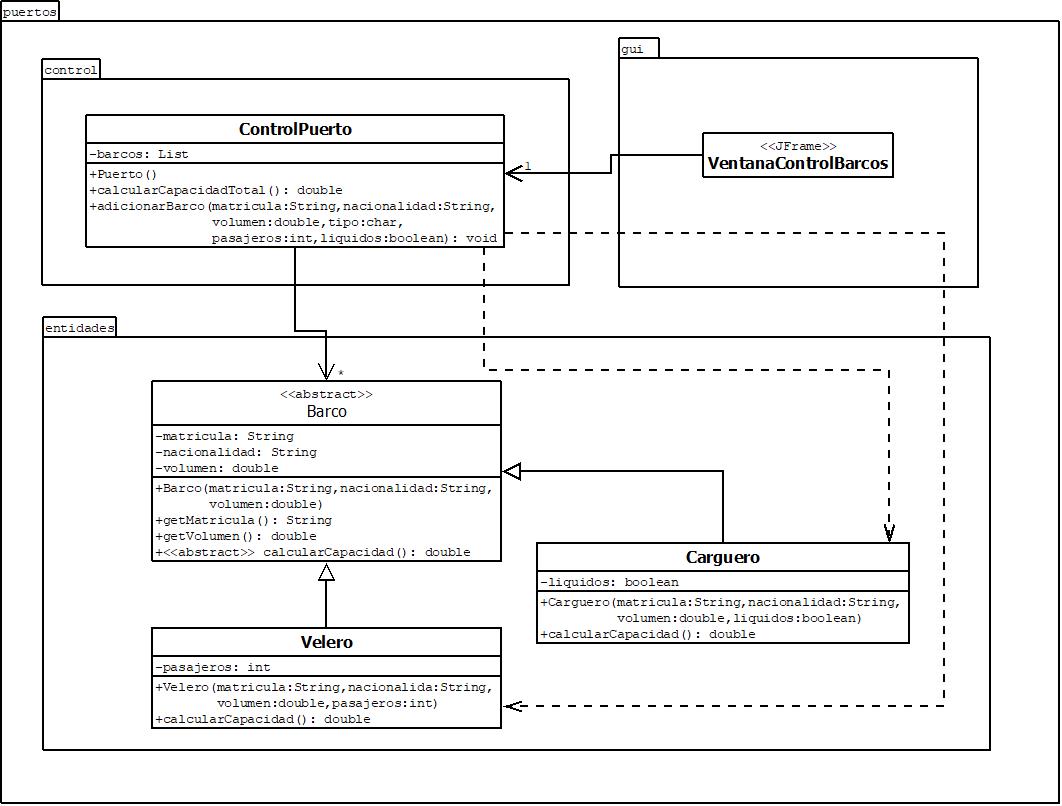 puertos
control
ControlPuerto
-barcos: List
+Puerto()
+calcularCapacidadTotal(): double
+adicionarBarco(matricula:String,nacionalidad:String,
volumen:double,tipo:char,
pasajeros:int,liquidos:boolean): void
1
gui
<<JFrame>>
VentanaControlBarcos
entidades
*
<<abstract>>
Barco
-matricula: String
-nacionalidad: String
-volumen: double
+Barco(matricula:String,nacionalidad:String,
volumen:double)
+getMatricula(): String
+getVolumen(): double
+<<abstract>> calcularCapacidad(): double
Carguero
-liquidos: boolean
+Carguero(matricula:String,nacionalidad:String,
volumen:double,liquidos:boolean)
+calcularCapacidad(): double
Velero
-pasajeros: int
+Velero(matricula:String,nacionalida:String,
volumen:double,pasajeros:int)
+calcularCapacidad(): double